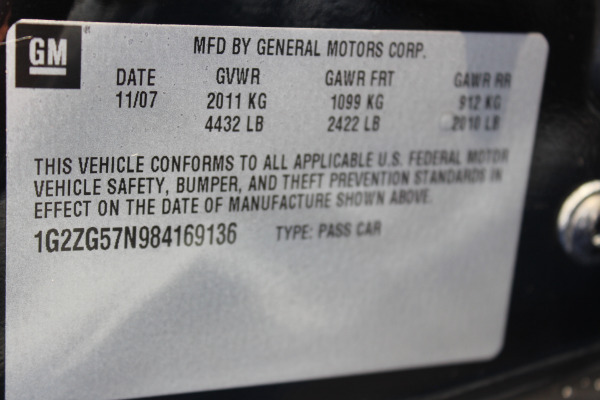 GM
MFD BY GENERAL MOTORS CORP.
DATE GVWR GAWR FRT GAWR RR
11/07 2011 KG 1099 KG 912 KG
4432 LB 2422 LB 2010 LB
THIS VEHICLE CONFORMS TO ALL APPLICABLE U.S. FEDERAL MOTOR
VEHICLE SAFETY, BUMPER, AND THEFT PREVENTION STANDARDS IN
EFFECT ON THE DATE OF MANUFACTURE SHOWN ABOVE.
1G2ZG57N984169136 TYPE: PASS CAR